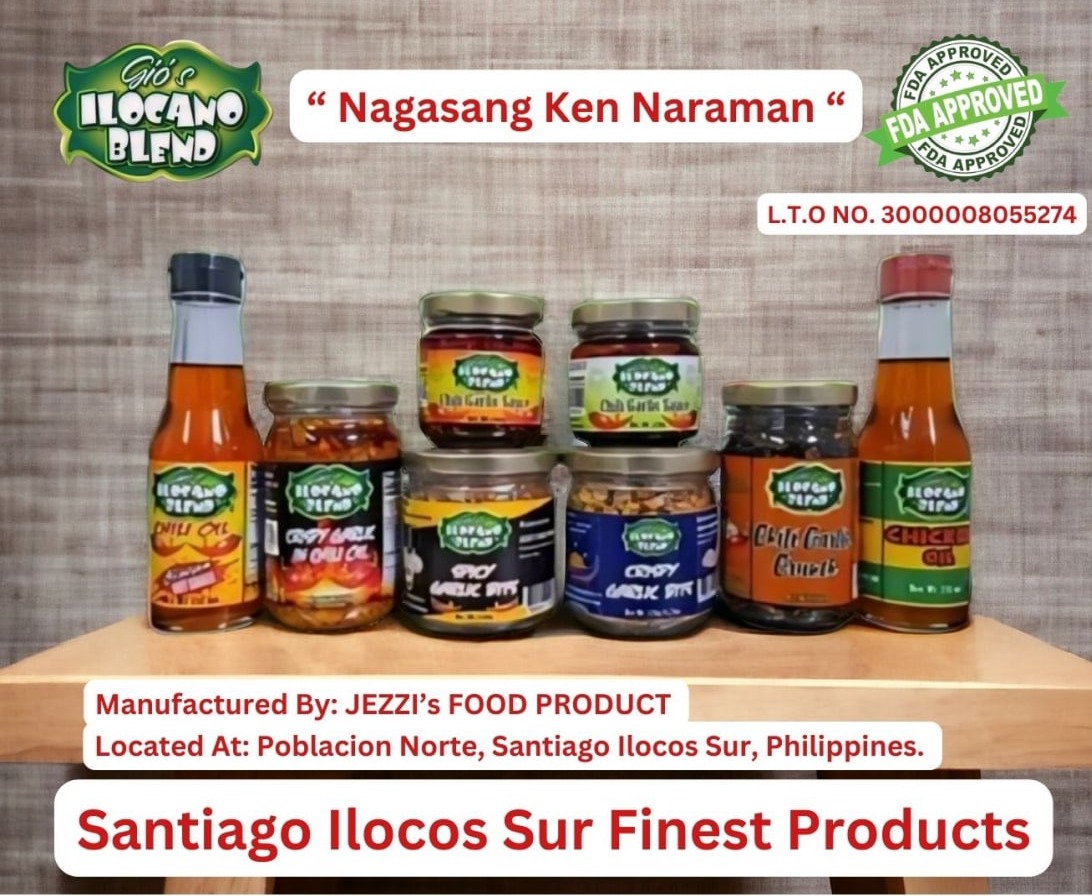 Gió's
ILOCANO
BLEND
“ Nagasang Ken Naraman “
FDA APPROVED
FDA APPROVED
FDA APPROVED
L.T.O NO. 3000008055274
ILOCANO
BLEND
Chili Garlic Sauce
ILOCANO
BLEND
Chili Garlic Sauce
ILOCANO
BLEND
CHILI OIL
ILOCANO
BLEND
CRISPY GARLIC
IN CHILI OIL
ILOCANO
BLEND
SPICY
GARLIC BITS
ILOCANO
BLEND
CRISPY
GARLIC BITS
ILOCANO
BLEND
Chili Garlic
Crunch
ILOCANO
BLEND
OIL
Manufactured By: JEZZI’s FOOD PRODUCT
Located At: Poblacion Norte, Santiago Ilocos Sur, Philippines.
Santiago Ilocos Sur Finest Products